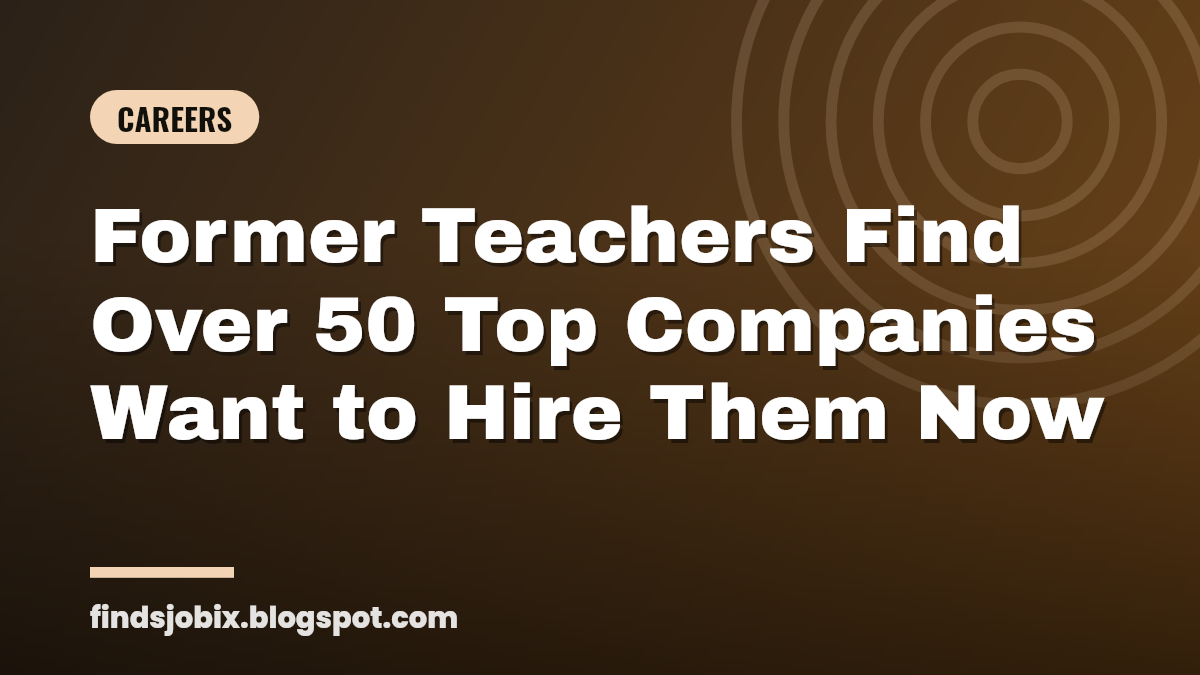 CAREERS
Former Teachers Find
Over 50 Top Companies
Want to Hire Them Now
findsjobix.blogspot.com